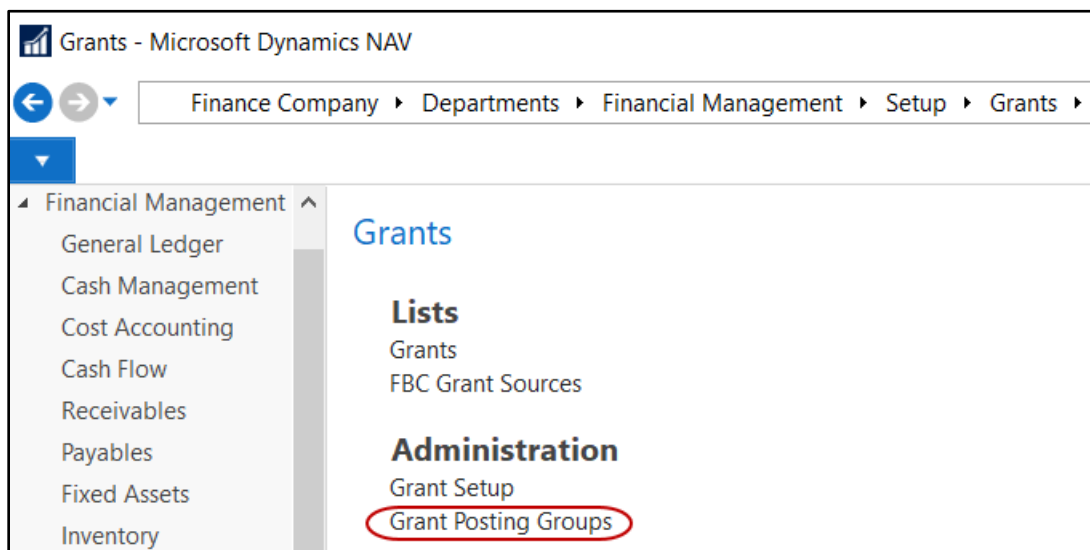 Grants - Microsoft Dynamics NAV
Finance Company Departments Financial Management Setup Grants
Financial Management
General Ledger
Cash Management
Cost Accounting
Cash Flow
Receivables
Payables
Fixed Assets
Inventory
Grants
Lists
Grants
FBC Grant Sources
Administration
Grant Setup
Grant Posting Groups